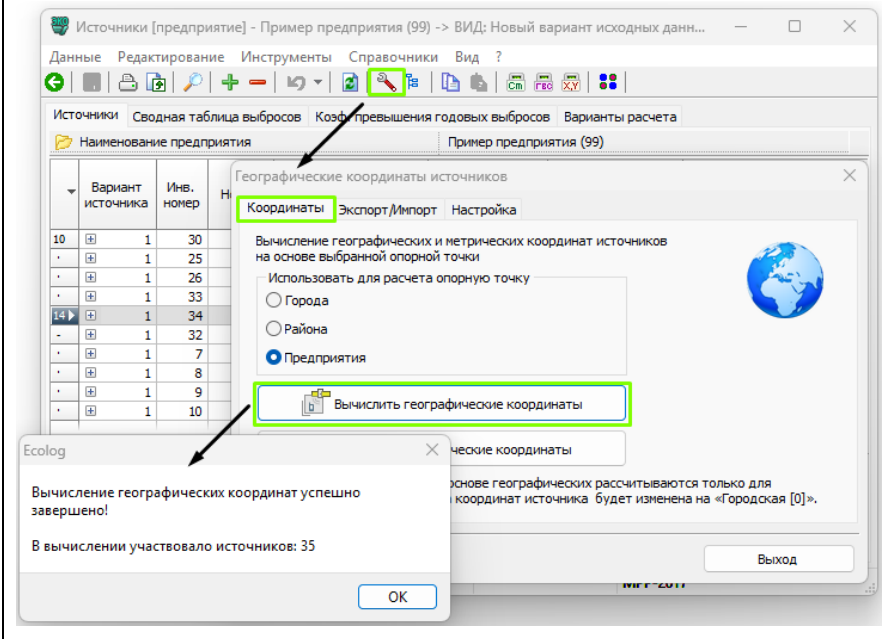 Источники [предприятие] - Пример предприятия (99) -> ВИД: Новый вариант исходных данн...
Данные Редактирование Инструменты Справочники Вид ?
Cm ГВС X,Y
Источники Сводная таблица выбросов Коэф. превышения годовых выбросов Варианты расчета
Наименование предприятия Пример предприятия (99)
Вариант источника Инв. номер
10 1 30
1 25
1 26
1 33
14 1 34
- 1 32
1 7
1 8
1 9
1 10
Географические координаты источников
Координаты Экспорт/Импорт Настройка
Вычисление географических и метрических координат источников
на основе выбранной опорной точки
Использовать для расчета опорную точку
Города
Района
Предприятия
Вычислить географические координаты
ческие координаты
основе географических рассчитываются только для
координат источника будет изменена на «Городская [0]».
Выход
Ecolog
Вычисление географических координат успешно
завершено!
В вычислении участвовало источников: 35
OK